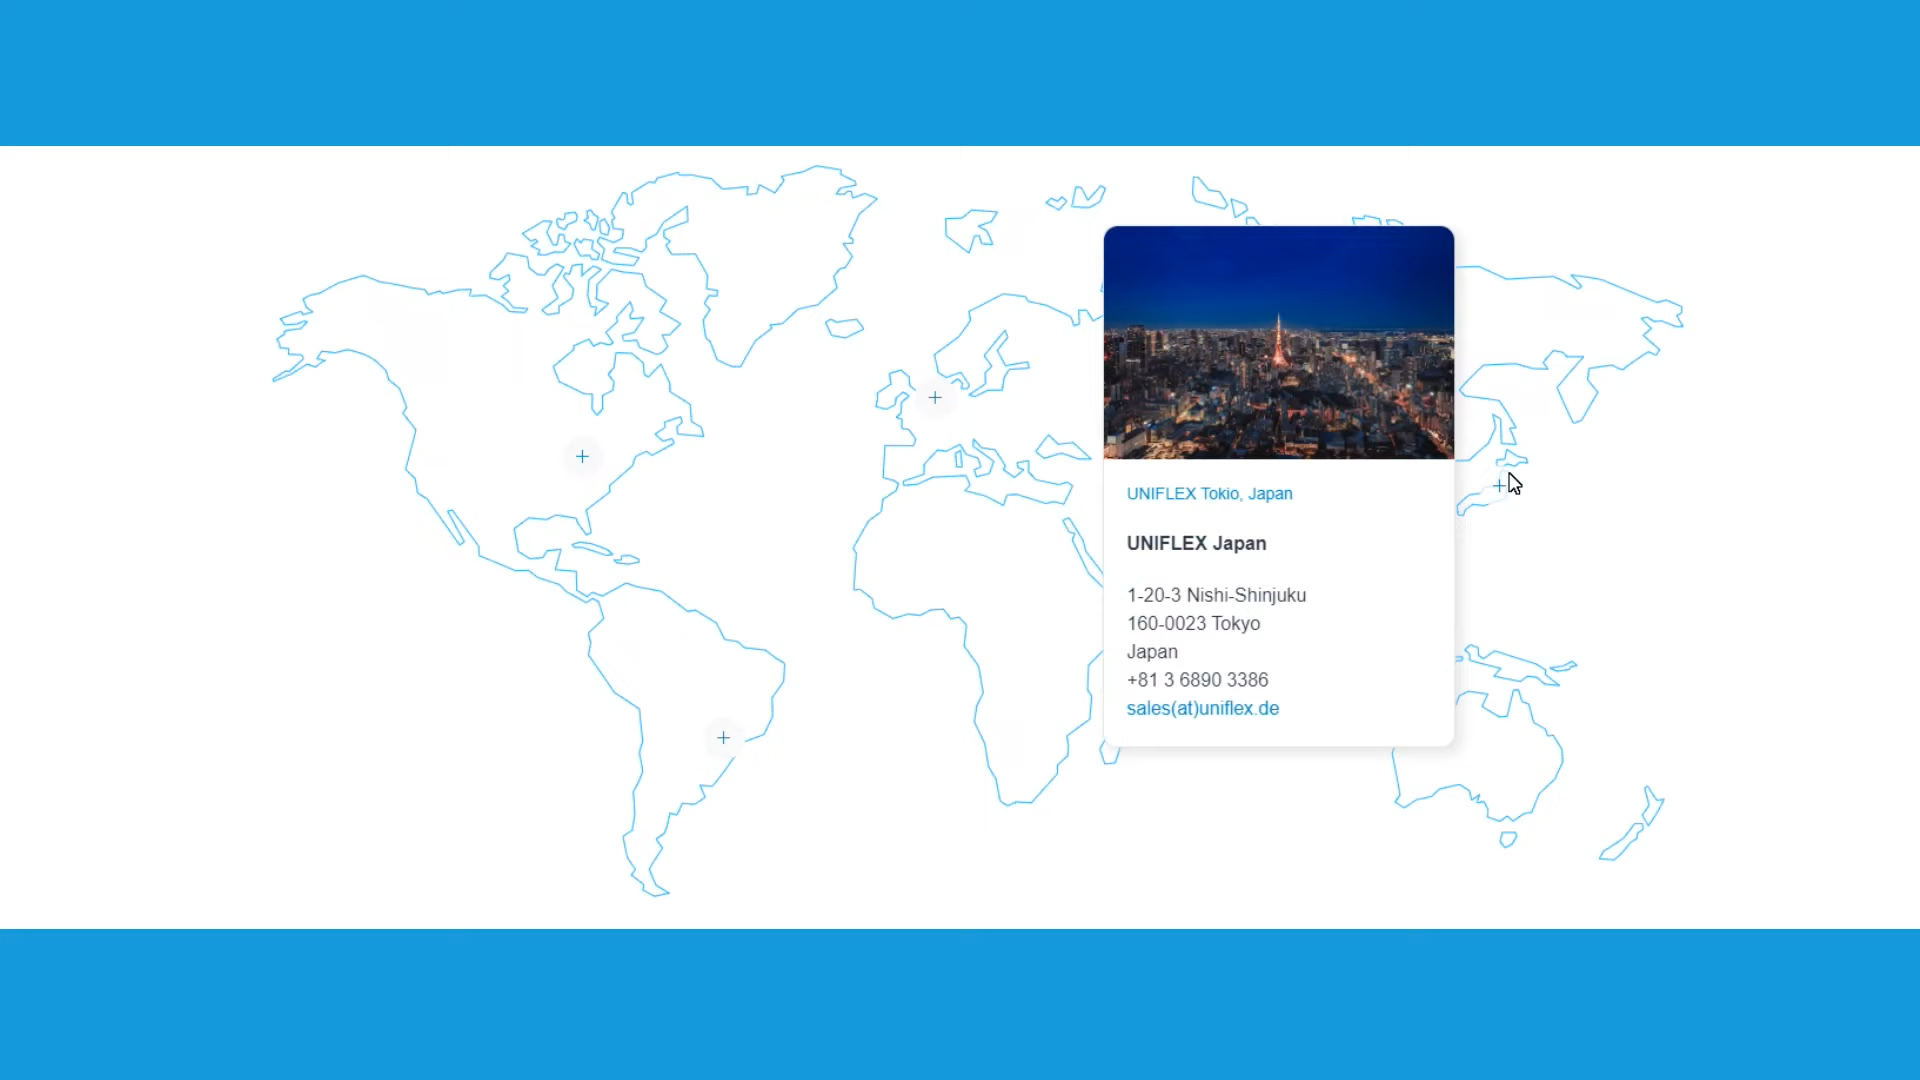 UNIFLEX Tokio, Japan
UNIFLEX Japan
1-20-3 Nishi-Shinjuku
160-0023 Tokyo
Japan
+81 3 6890 3386
sales(at)uniflex.de